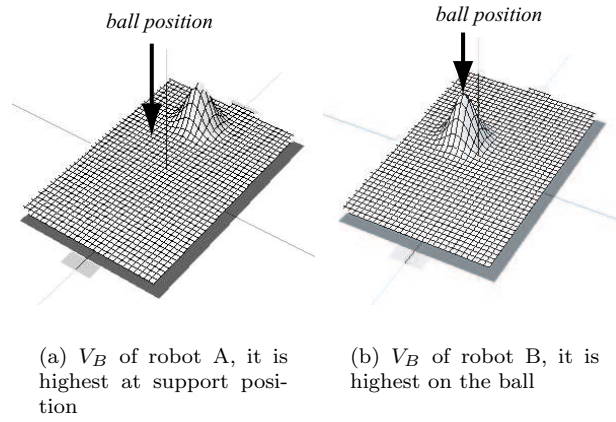 ball position
ball position
(a) V_B of robot A, it is
highest at support posi-
tion
(b) V_B of robot B, it is
highest on the ball